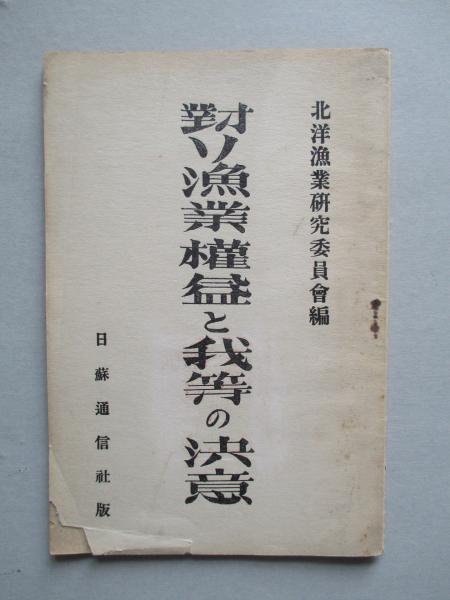 北洋漁業研究委員會編
對ソ漁業權益と我等の決意
日蘇通信社版